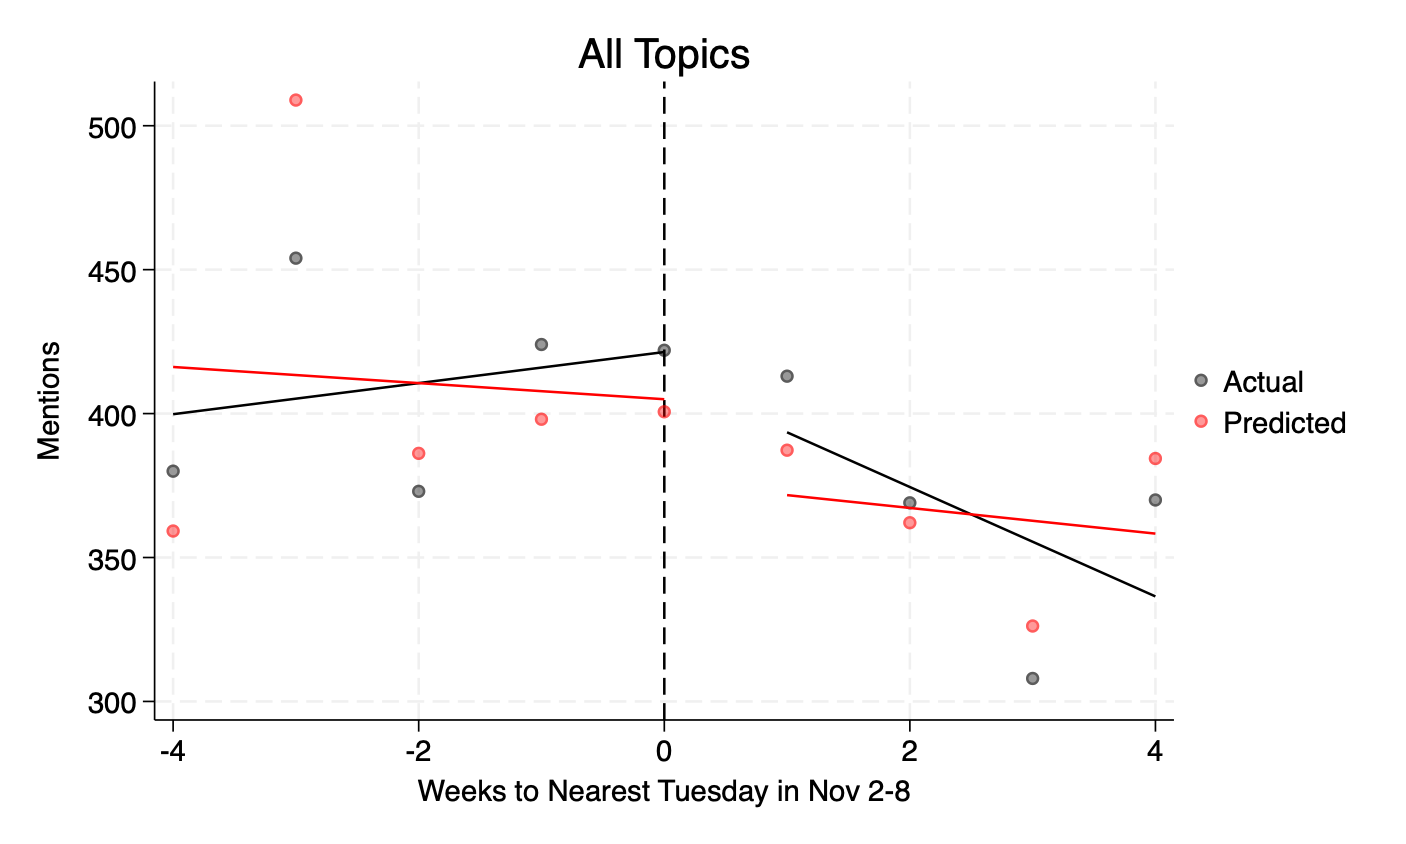 All Topics
Mentions
500
450
400
350
300
-4
-2
0
2
4
Weeks to Nearest Tuesday in Nov 2-8
Actual
Predicted